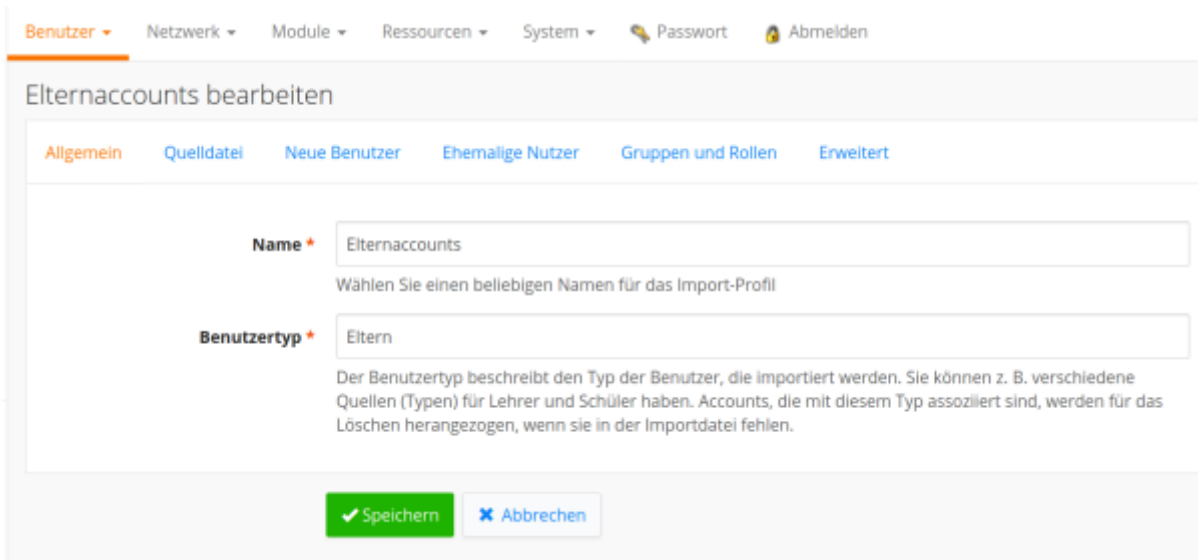 Benutzer Netzwerk Module Ressourcen System Passwort Abmelden
Elternaccounts bearbeiten
Allgemein Quelldatei Neue Benutzer Ehemalige Nutzer Gruppen und Rollen Erweitert
Name * Elternaccounts
Wählen Sie einen beliebigen Namen für das Import-Profil
Benutzertyp * Eltern
Der Benutzertyp beschreibt den Typ der Benutzer, die importiert werden. Sie können z. B. verschiedene
Quellen (Typen) für Lehrer und Schüler haben. Accounts, die mit diesem Typ assoziiert sind, werden für das
Löschen herangezogen, wenn sie in der Importdatei fehlen.
Speichern Abbrechen